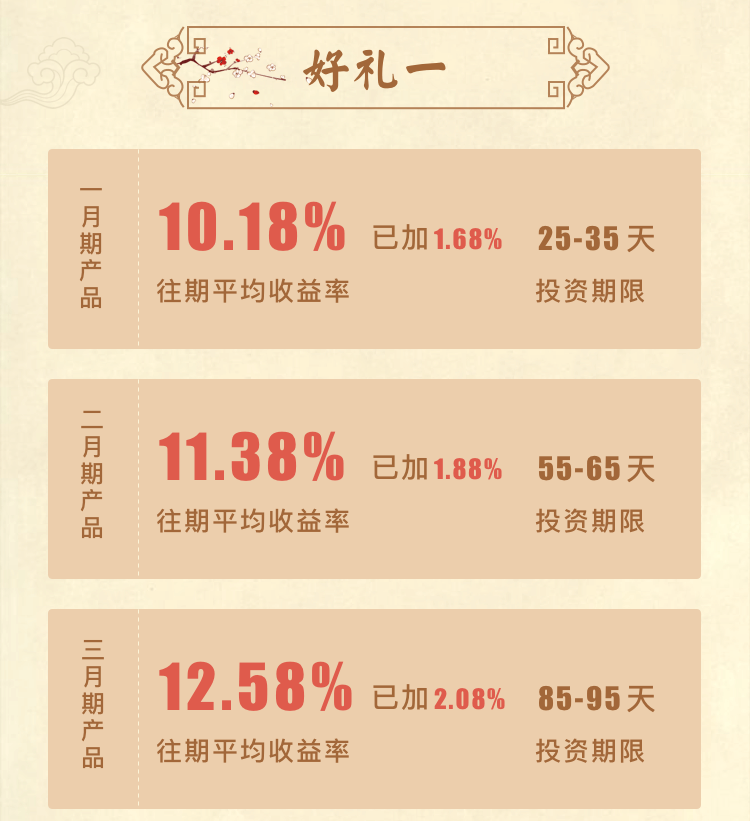 好礼一
一月期产品
10.18% 已加1.68% 25-35天
往期平均收益率 投资期限
二月期产品
11.38% 已加1.88% 55-65天
往期平均收益率 投资期限
三月期产品
12.58% 已加2.08% 85-95天
往期平均收益率 投资期限